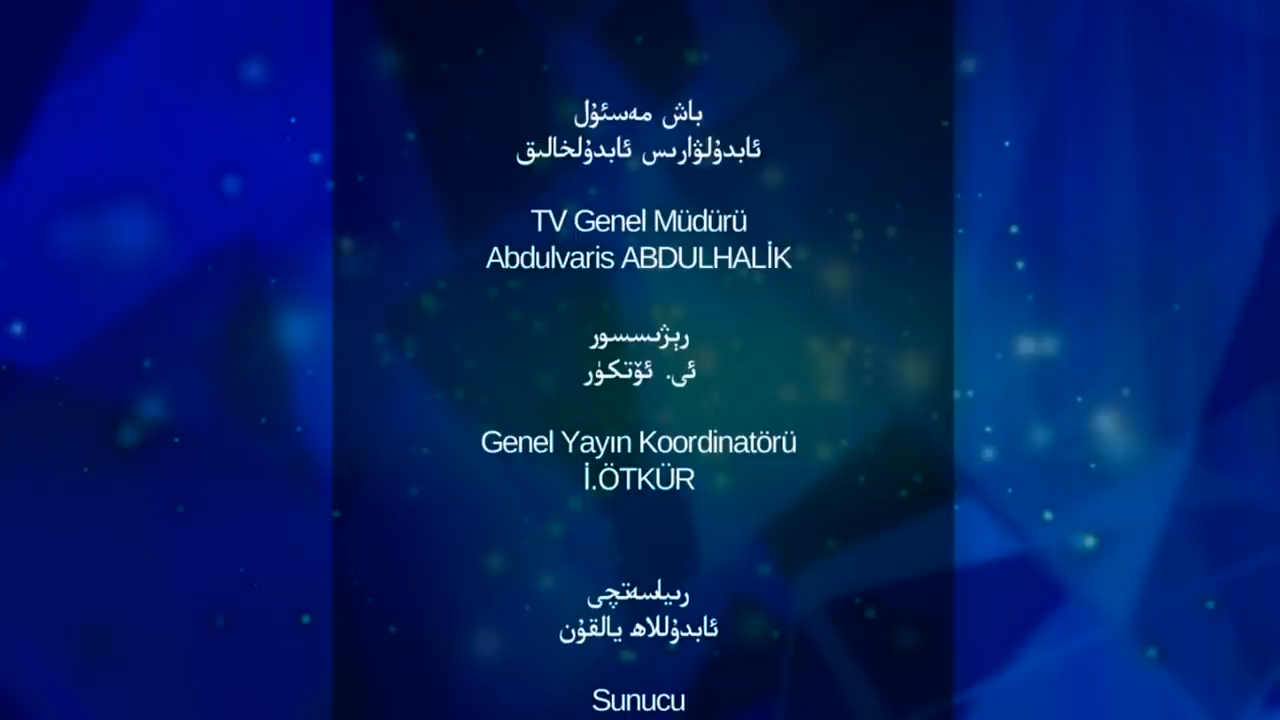 باش مەسئۇل
ئابدۇلۋارىس ئابدۇلخالىق
TV Genel Müdürü
Abdulvaris ABDULHALİK
رېژىسسور
ئى. ئۆتكۈر
Genel Yayın Koordinatörü
İ.ÖTKÜR
رىياسەتچى
ئابدۇللاھ يالقۇن
Sunucu